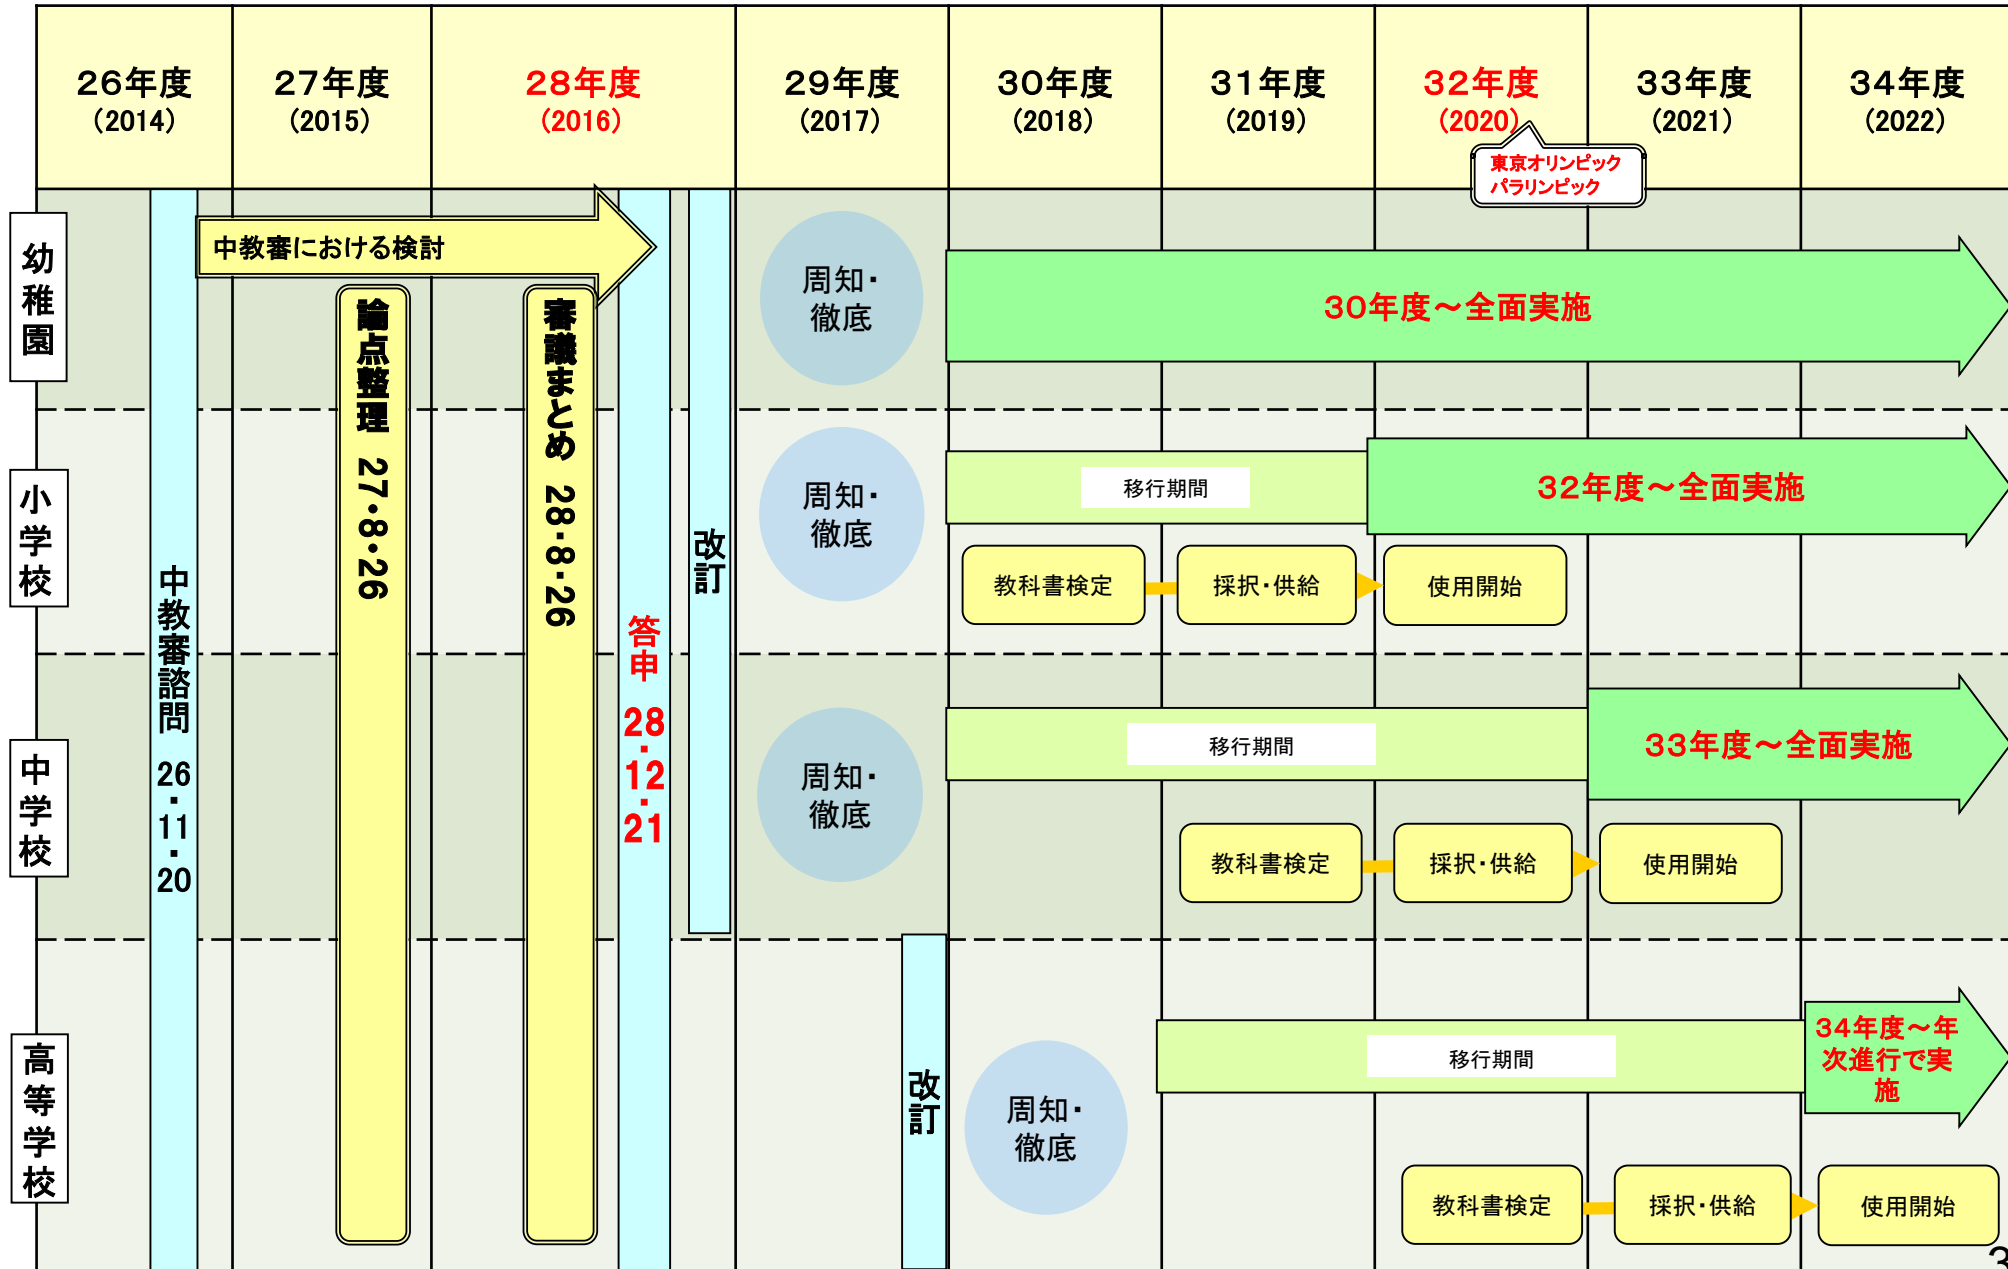 26年度
（2014）
27年度
（2015）
28年度
（2016）
29年度
（2017）
30年度
（2018）
31年度
（2019）
32年度
（2020）
33年度
（2021）
34年度
（2022）
東京オリンピック
パラリンピック
幼稚園
中教審における検討
周知・
徹底
30年度～全面実施
論点整理 27・8・26
審議まとめ 28・8・26
中教審諮問 26・11・20
答申 28・12・21
改訂
小学校
周知・
徹底
移行期間
32年度～全面実施
教科書検定
採択・供給
使用開始
中学校
周知・
徹底
移行期間
33年度～全面実施
教科書検定
採択・供給
使用開始
高等学校
改訂
周知・
徹底
移行期間
34年度～年
次進行で実
施
教科書検定
採択・供給
使用開始
3